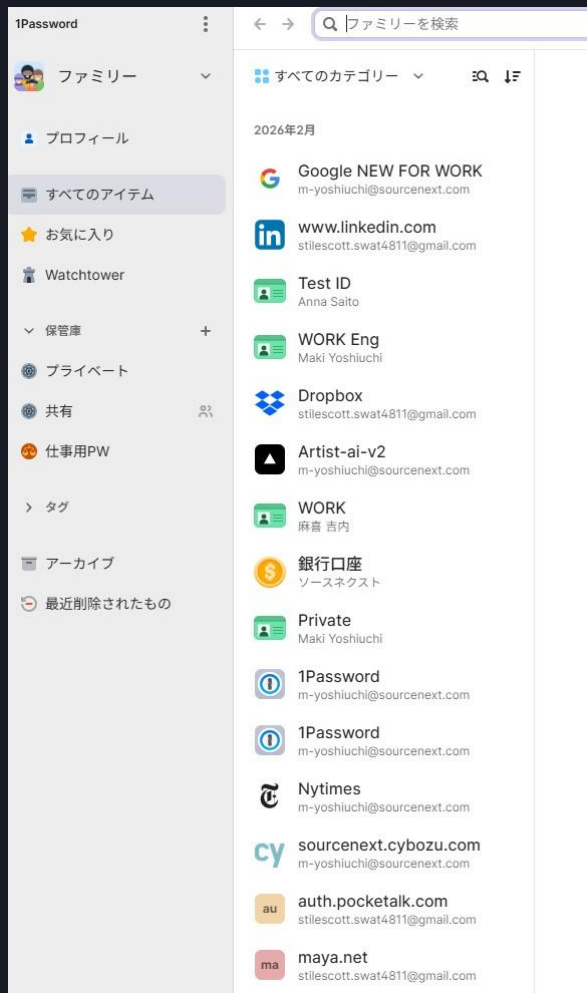 1Password
ファミリー
プロフィール
すべてのアイテム
お気に入り
Watchtower
保管庫
プライベート
共有
仕事用PW
タグ
アーカイブ
最近削除されたもの
ファミリーを検索
すべてのカテゴリー
2026年2月
Google NEW FOR WORK
m-yoshiuchi@sourcenext.com
www.linkedin.com
stilescott.swat4811@gmail.com
Test ID
Anna Saito
WORK Eng
Maki Yoshiuchi
Dropbox
stilescott.swat4811@gmail.com
Artist-ai-v2
m-yoshiuchi@sourcenext.com
WORK
麻喜 吉内
銀行口座
ソースネクスト
Private
Maki Yoshiuchi
1Password
m-yoshiuchi@sourcenext.com
1Password
m-yoshiuchi@sourcenext.com
Nytimes
m-yoshiuchi@sourcenext.com
cy
sourcenext.cybozu.com
m-yoshiuchi@sourcenext.com
au
auth.pocketalk.com
stilescott.swat4811@gmail.com
ma
maya.net
stilescott.swat4811@gmail.com